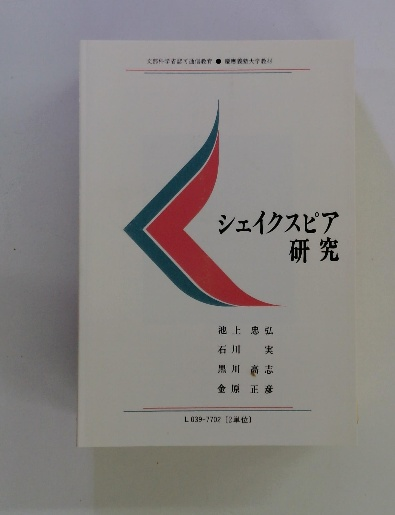 文部科学省認可通信教育 ● 慶應義塾大学教材
シェイクスピア
研究
池上 忠弘
石川 実
黒川 高志
金原 正彦
L 039-7702 〔2単位〕